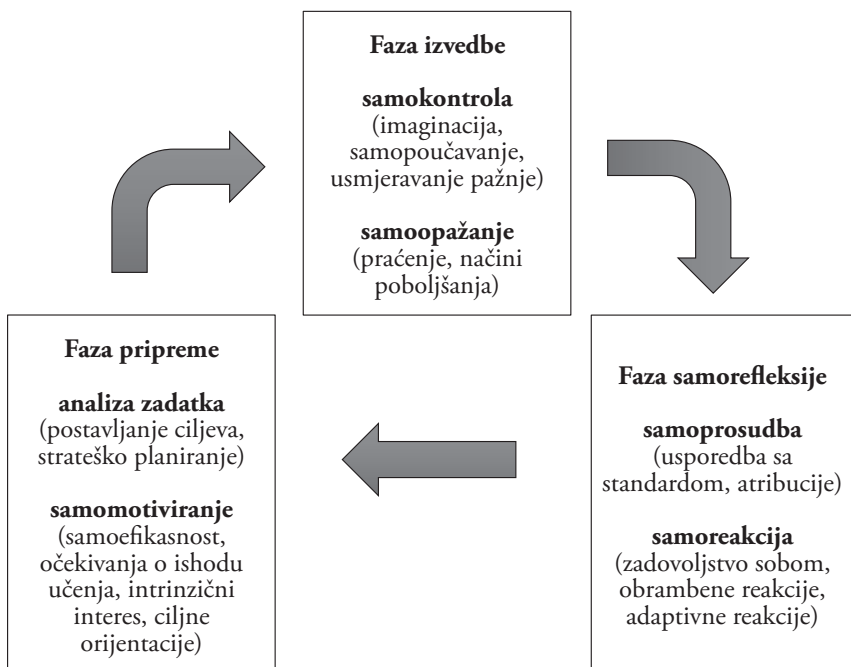 Faza izvedbe
samokontrola
(imaginacija,
samopoučavanje,
usmjeravanje pažnje)
samoopažanje
(praćenje, načini
poboljšanja)
Faza pripreme
analiza zadatka
(postavljanje ciljeva,
strateško planiranje)
samomotiviranje
(samoefikasnost,
očekivanja o ishodu
učenja, intrinzični
interes, ciljne
orijentacije)
Faza samorefleksije
samoprosudba
(usporedba sa
standardom, atribucije)
samoreakcija
(zadovoljstvo sobom,
obrambene reakcije,
adaptivne reakcije)